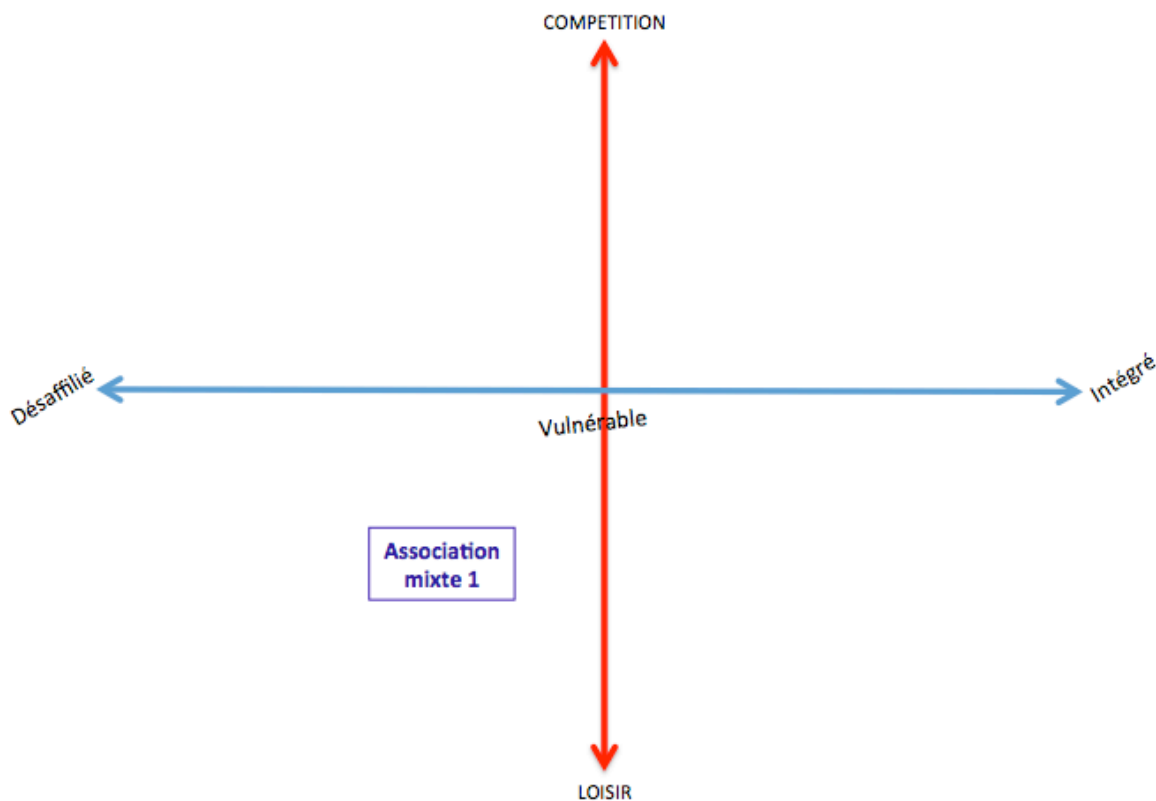 COMPETITION
Désaffilié
Intégré
Vulnérable
Association
mixte 1
LOISIR